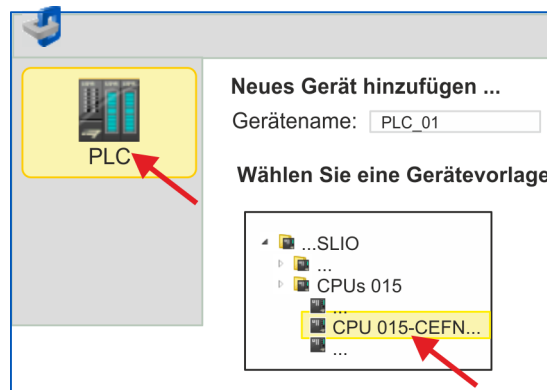 Neues Gerät hinzufügen ...
Gerätename: PLC_01
PLC
Wählen Sie eine Gerätevorlage
...SLIO
...
CPUs 015
...
CPU 015-CEFN...
...